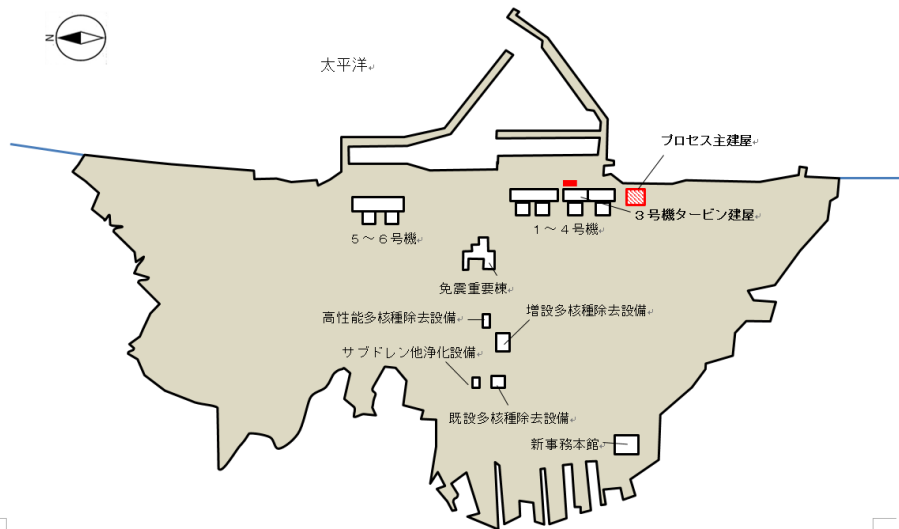 N
太平洋
プロセス主建屋
3号機タービン建屋
5~6号機
1~4号機
免震重要棟
高性能多核種除去設備
増設多核種除去設備
サブドレン他浄化設備
既設多核種除去設備
新事務本館